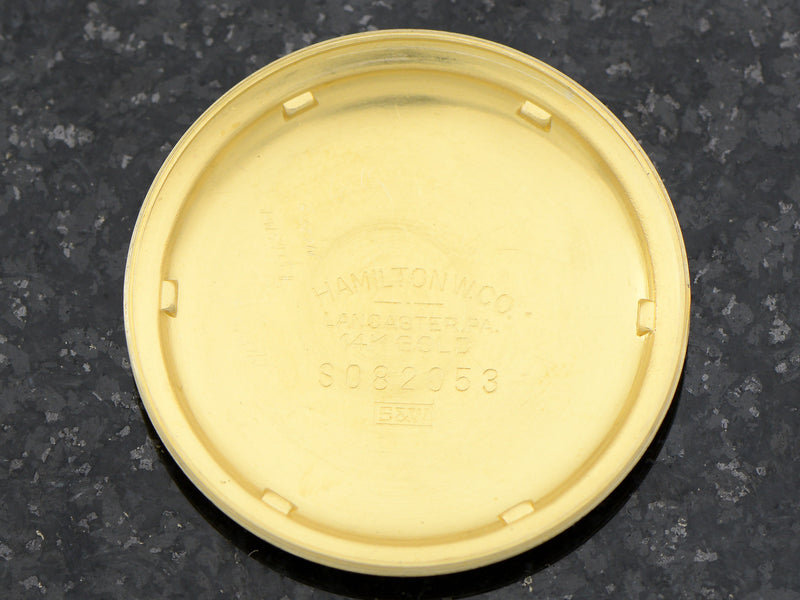 HAMILTON W. CO.
LANCASTER, PA.
14K GOLD
S082053
B&W